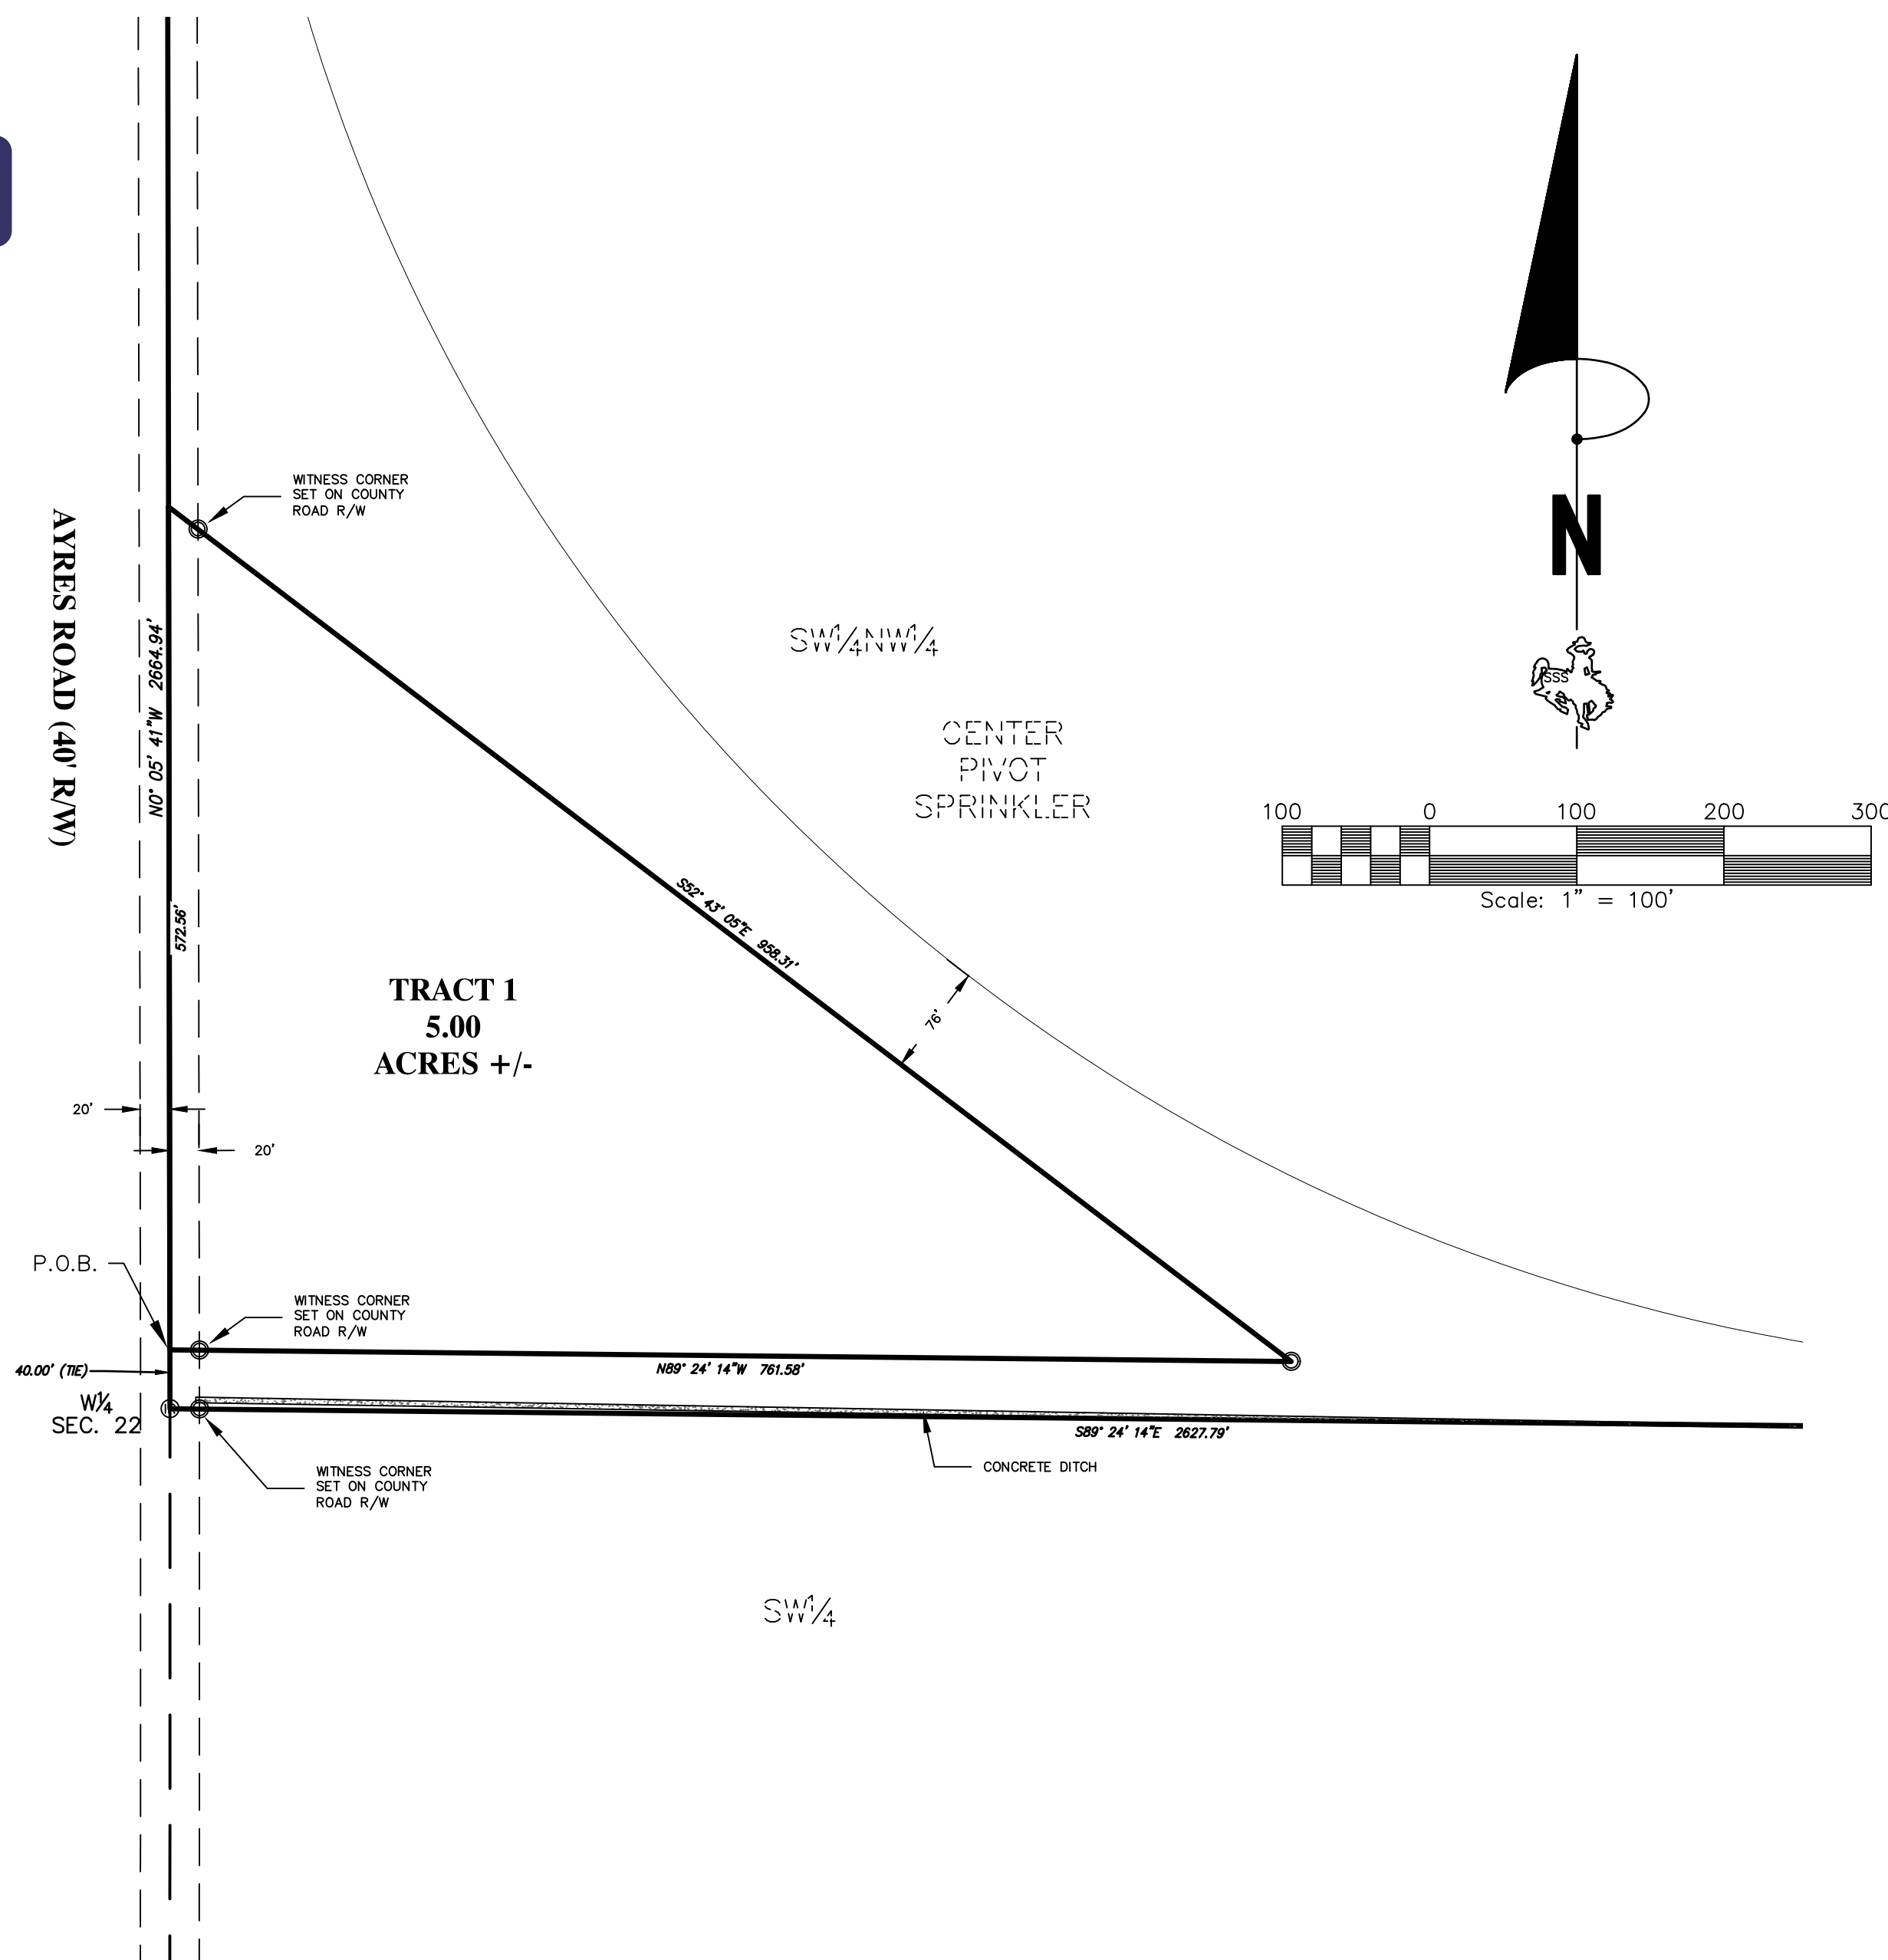 WITNESS CORNER
SET ON COUNTY
ROAD R/W
AYRES ROAD (40' R/W)
N0° 05' 41"W 2664.94'
SW1/4NW1/4
CENTER
PIVOT
SPRINKLER
N
SSS
100 0 100 200 300
Scale: 1" = 100'
S52° 43' 05"E 958.31'
572.56'
TRACT 1
5.00
ACRES +/-
76'
20'
20'
P.O.B.
WITNESS CORNER
SET ON COUNTY
ROAD R/W
40.00' (TIE)
N89° 24' 14"W 761.58'
W1/4
SEC. 22
S89° 24' 14"E 2627.79'
WITNESS CORNER
SET ON COUNTY
ROAD R/W
CONCRETE DITCH
SW1/4